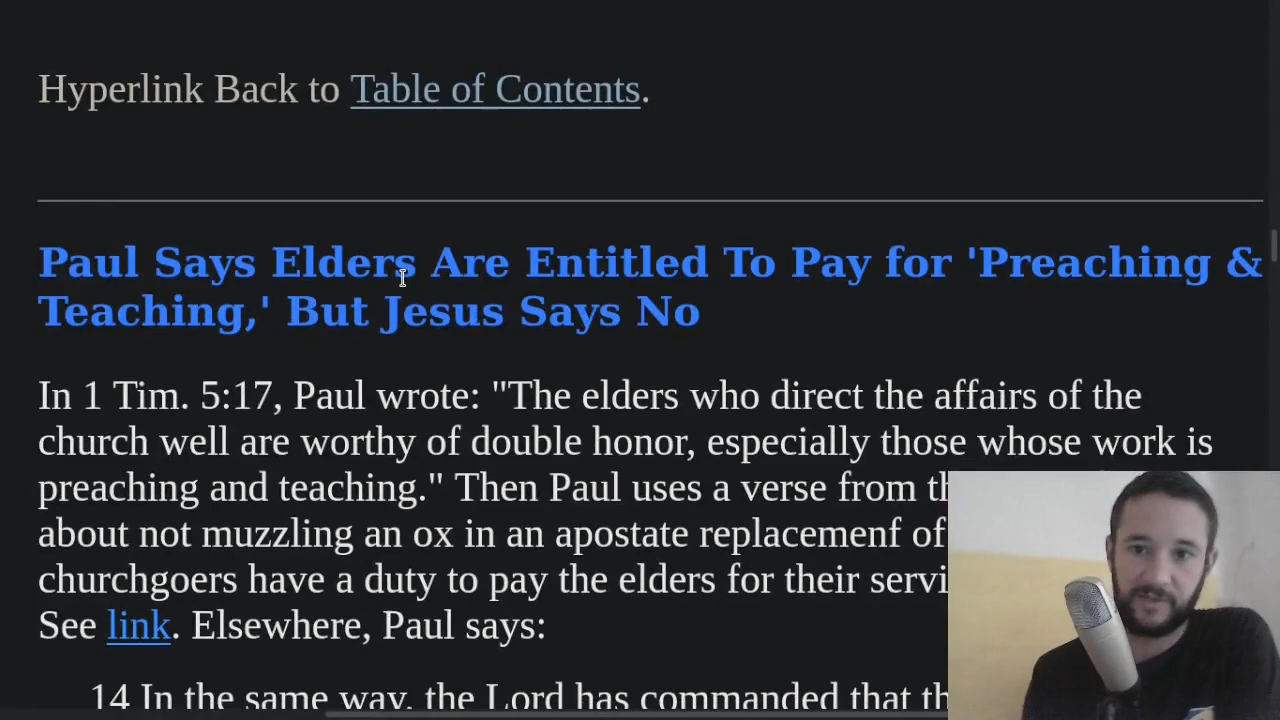 Hyperlink Back to Table of Contents.
Paul Says Elders Are Entitled To Pay for 'Preaching &
Teaching,' But Jesus Says No
In 1 Tim. 5:17, Paul wrote: "The elders who direct the affairs of the
church well are worthy of double honor, especially those whose work is
preaching and teaching." Then Paul uses a verse from
about not muzzling an ox in an apostate replacemenf of
churchgoers have a duty to pay the elders for their
See link. Elsewhere, Paul says:
14 In the same way, the Lord has commanded that